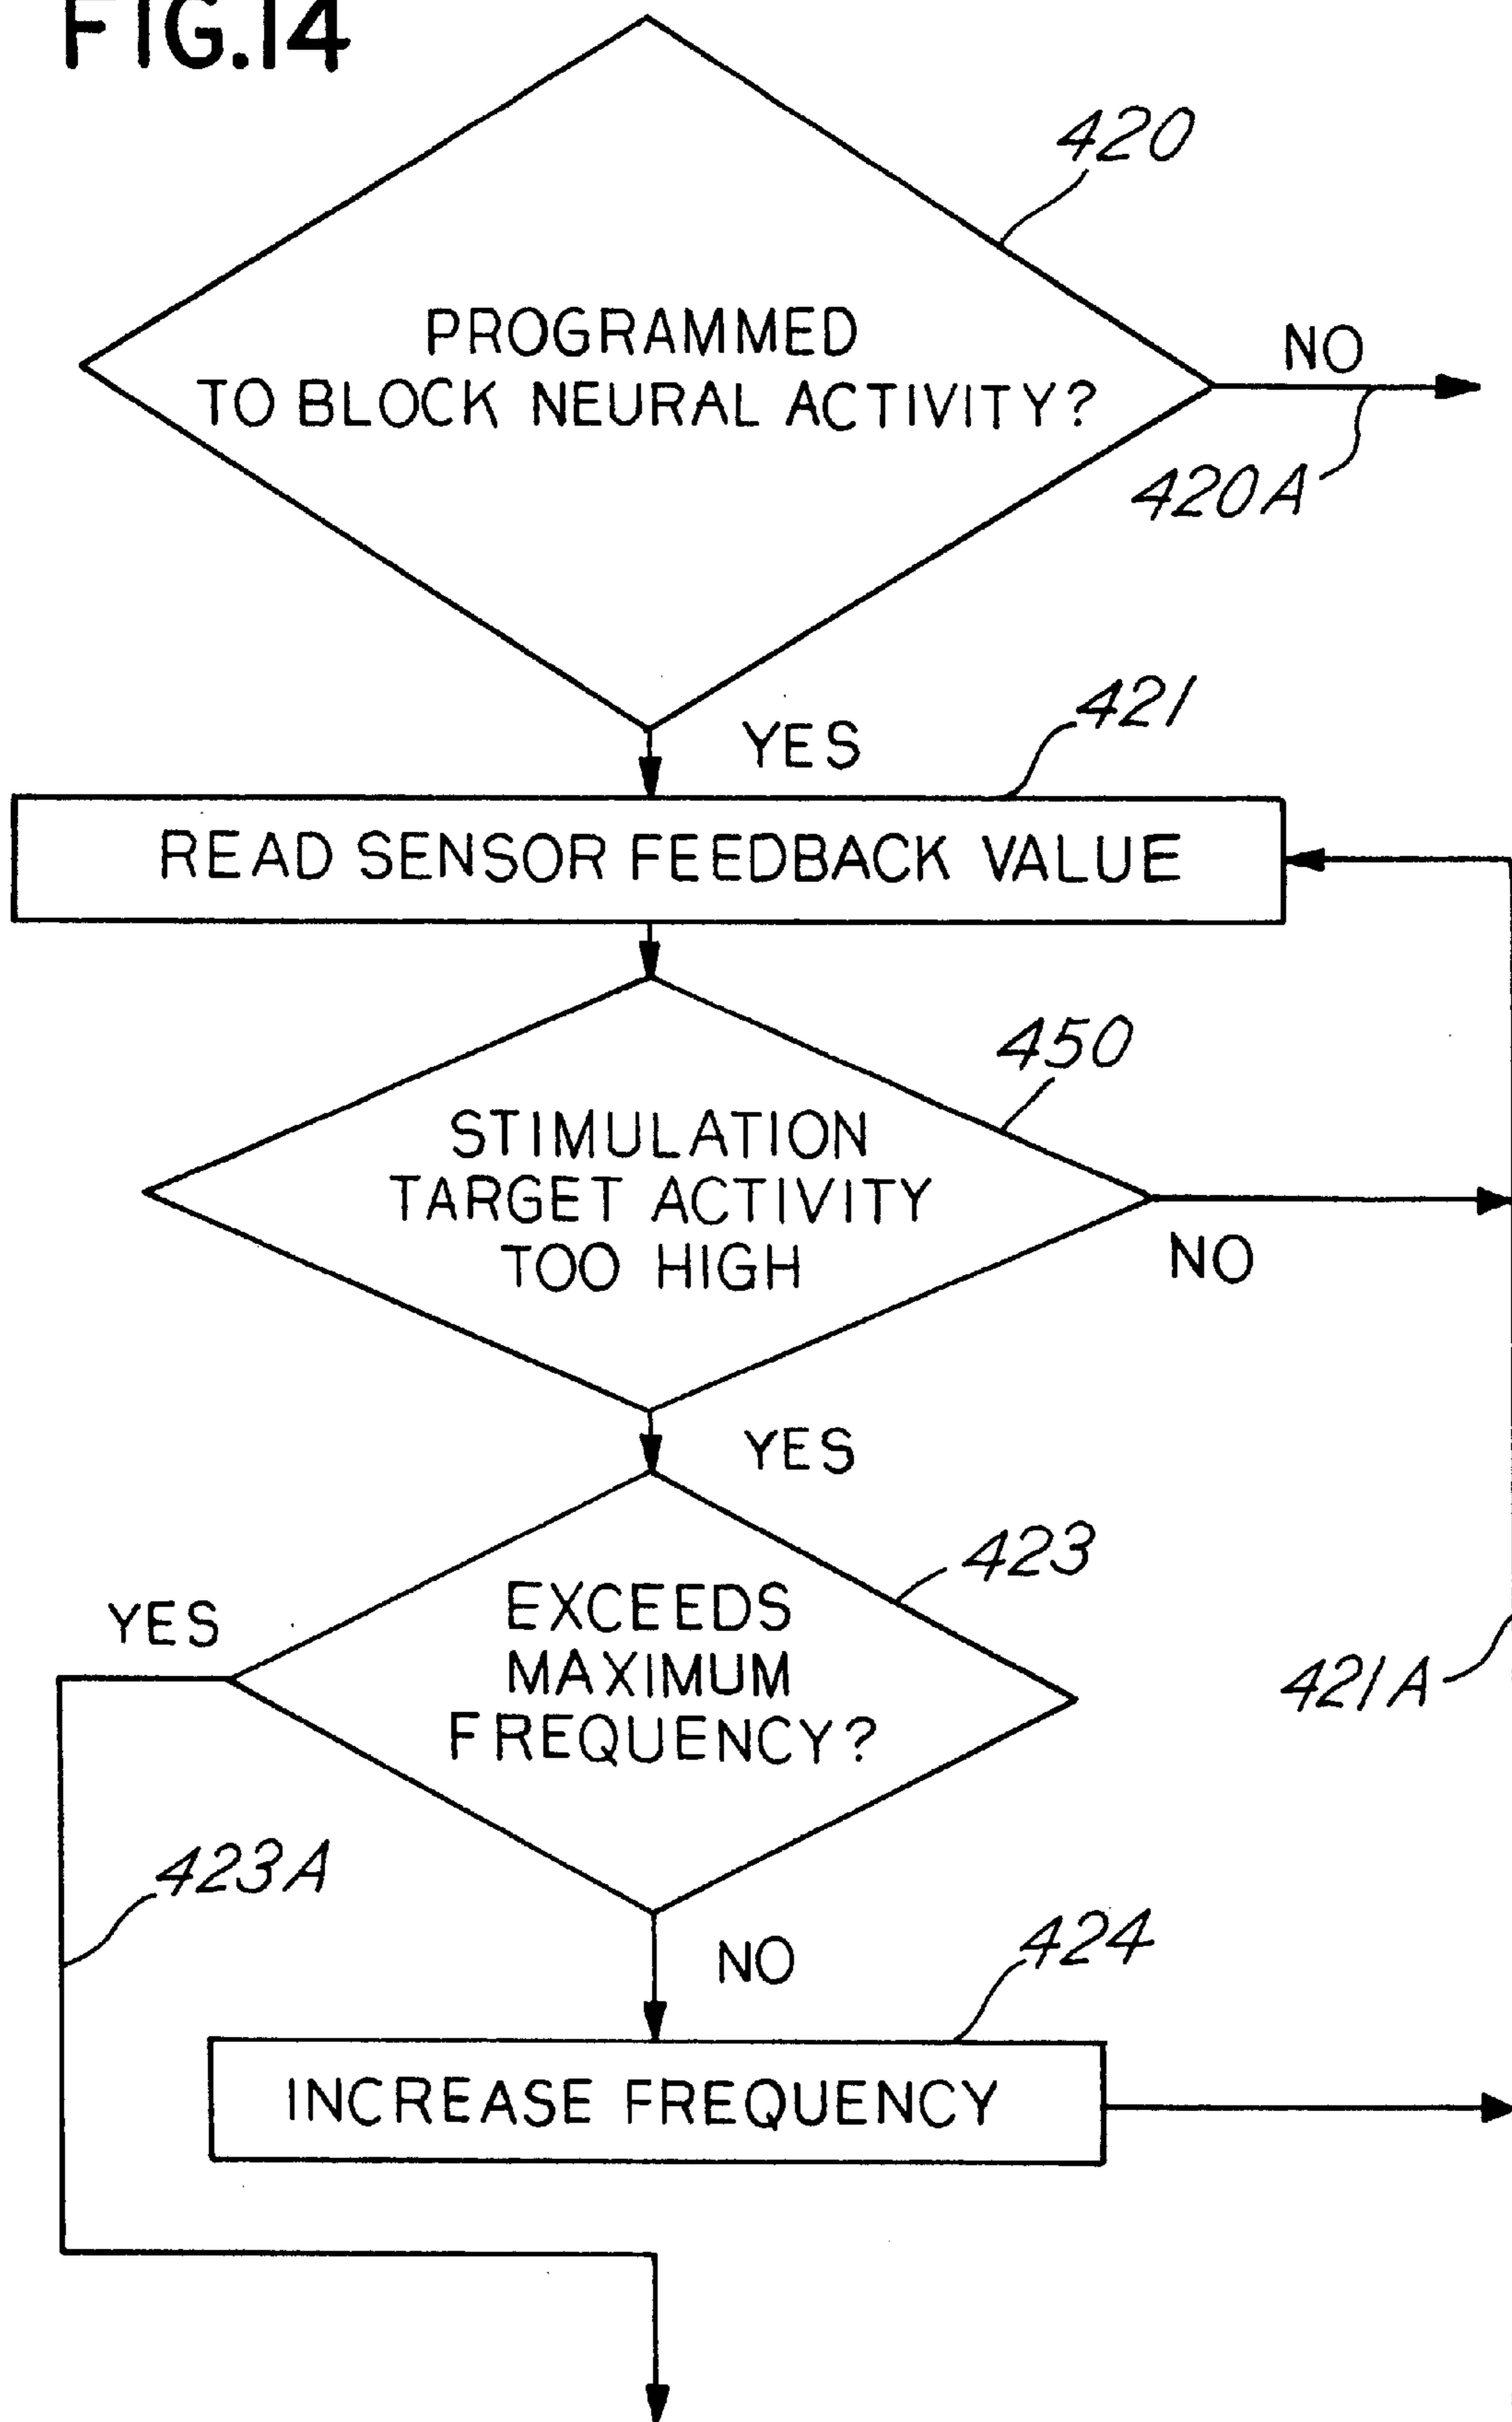 FIG.14
420
PROGRAMMED
TO BLOCK NEURAL ACTIVITY?
NO
420A
YES
421
READ SENSOR FEEDBACK VALUE
450
STIMULATION
TARGET ACTIVITY
TOO HIGH
NO
YES
423
EXCEEDS
MAXIMUM
FREQUENCY?
YES
421A
423A
NO
424
INCREASE FREQUENCY